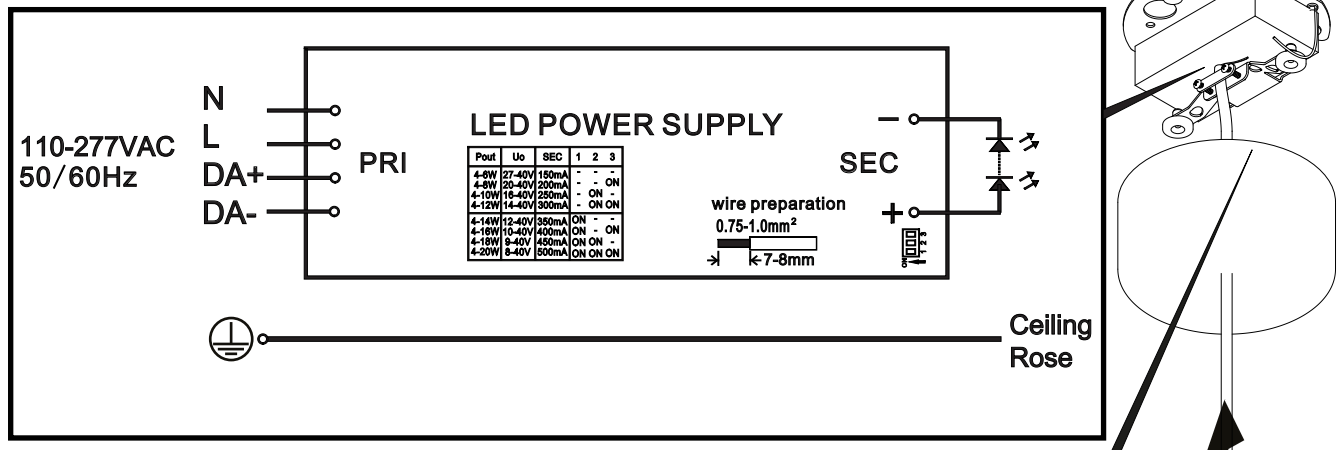 110-277VAC
50/60Hz
N
L
DA+
DA-
PRI
LED POWER SUPPLY
Pout Uo SEC 1 2 3
4-6W 27-40V 150mA - - -
4-8W 20-40V 200mA - - ON
4-10W 16-40V 250mA - ON -
4-12W 14-40V 300mA - ON ON
4-14W 12-40V 350mA ON - -
4-16W 10-40V 400mA ON - ON
4-18W 9-40V 450mA ON ON -
4-20W 8-40V 500mA ON ON ON
wire preparation
0.75-1.0mm²
7-8mm
SEC
-
+
1 2 3
ON
Ceiling
Rose